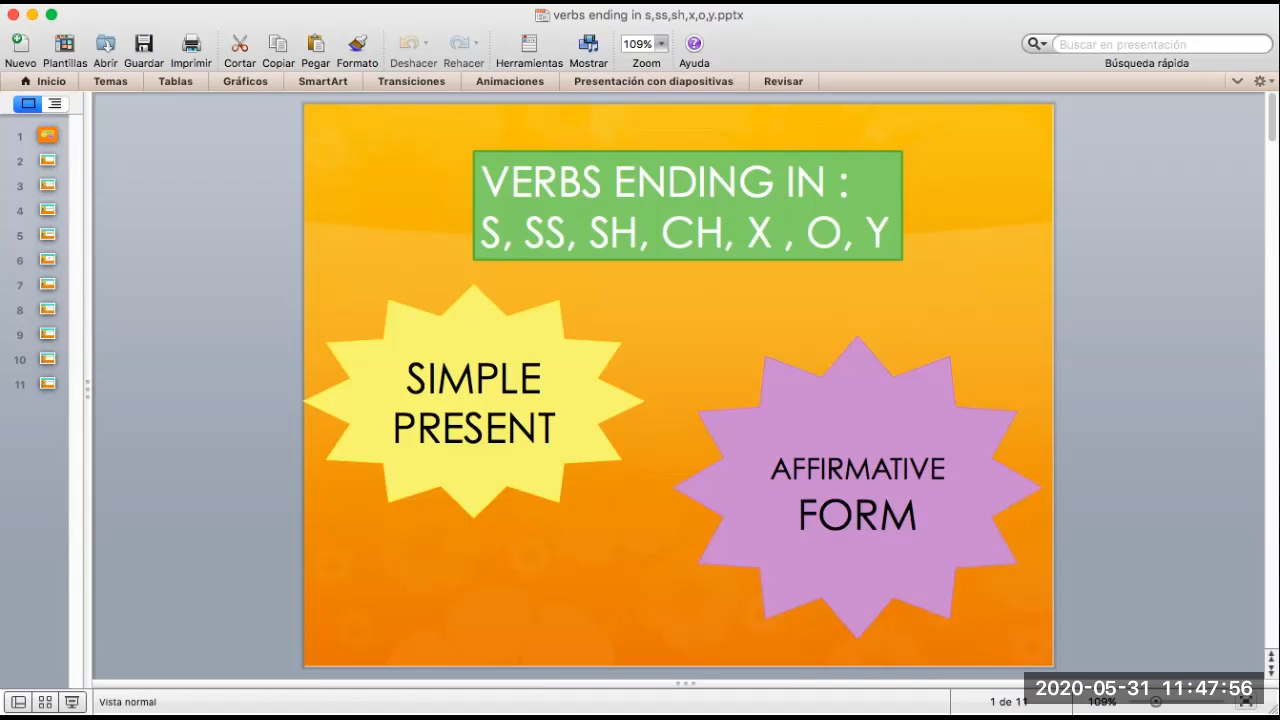 verbs ending in s,ss,sh,x,o,y.pptx
Nuevo Plantillas Abrir Guardar Imprimir Cortar Copiar Pegar Formato Deshacer Rehacer Herramientas Mostrar 109% Zoom Ayuda Buscar en presentación Búsqueda rápida
Inicio Temas Tablas Gráficos SmartArt Transiciones Animaciones Presentación con diapositivas Revisar
1
2
3
4
5
6
7
8
9
10
11
VERBS ENDING IN :
S, SS, SH, CH, X , O, Y
SIMPLE
PRESENT
AFFIRMATIVE
FORM
Vista normal 1 de 11 109%
2020-05-31 11:47:56